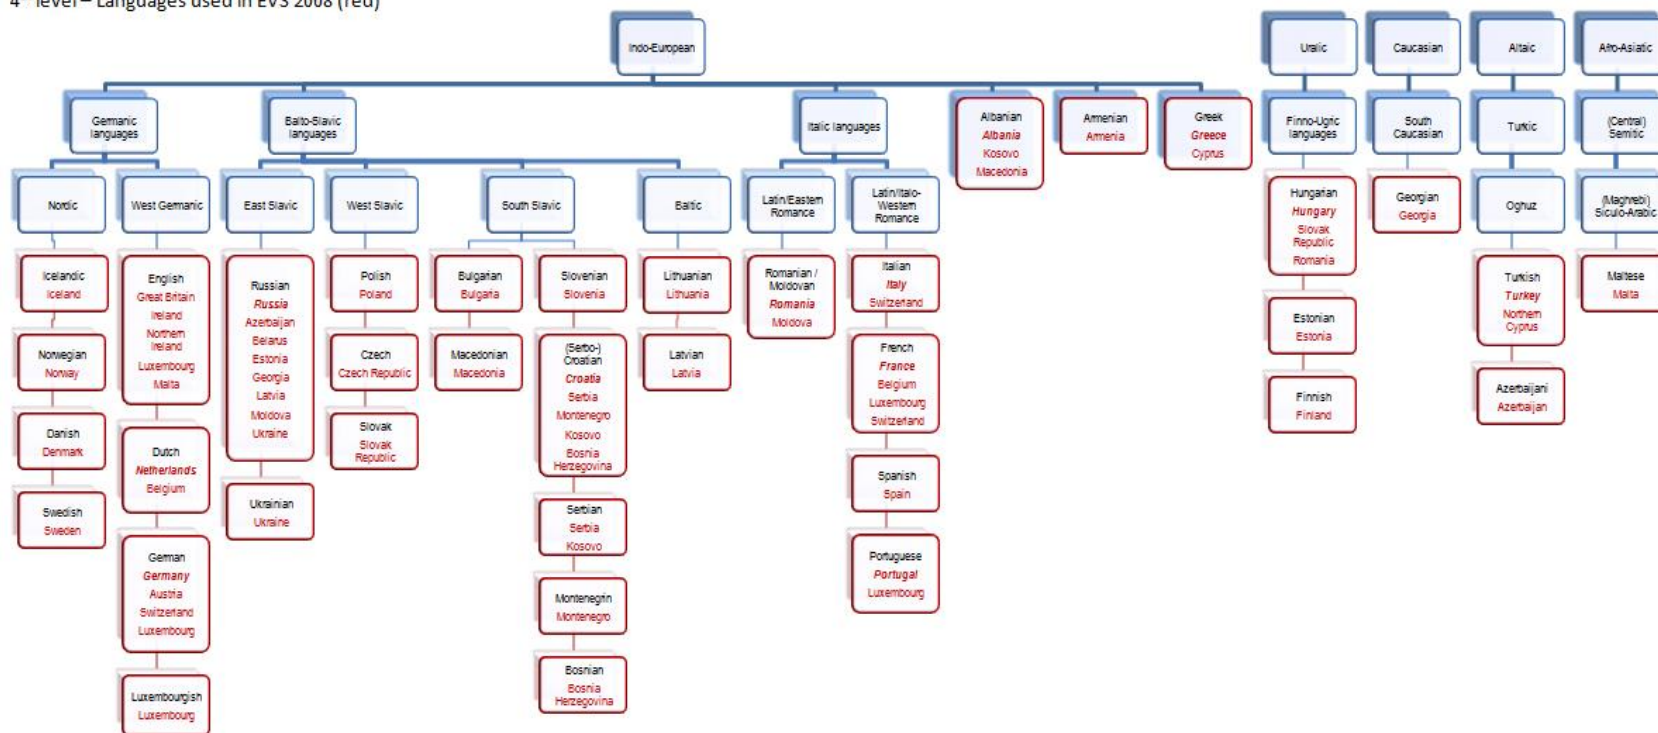 4th level – Languages used in EVS 2008 (red)
Indo-European
Uralic
Caucasian
Altaic
Afro-Asiatic
Germanic
languages
Balto-Slavic
languages
Italic languages
Albanian
Albania
Kosovo
Macedonia
Armenian
Armenia
Greek
Greece
Cyprus
Finno-Ugric
languages
South
Caucasian
Turkic
(Central)
Semitic
Nordic
West Germanic
East Slavic
West Slavic
South Slavic
Baltic
Latin/Eastern
Romance
Latin/Italo-
Western
Romance
Hungarian
Hungary
Slovak
Republic
Romania
Georgian
Georgia
Oghuz
(Maghrebi)
Siculo-Arabic
Icelandic
Iceland
English
Great Britain
Ireland
Northern
Ireland
Luxembourg
Malta
Russian
Russia
Azerbaijan
Belarus
Estonia
Georgia
Latvia
Moldova
Ukraine
Polish
Poland
Bulgarian
Bulgaria
Slovenian
Slovenia
Lithuanian
Lithuania
Romanian /
Moldovan
Romania
Moldova
Italian
Italy
Switzerland
Estonian
Estonia
Turkish
Turkey
Northern
Cyprus
Maltese
Malta
Norwegian
Norway
Czech
Czech Republic
Macedonian
Macedonia
(Serbo-)
Croatian
Croatia
Serbia
Montenegro
Kosovo
Bosnia
Herzegovina
Latvian
Latvia
French
France
Belgium
Luxembourg
Switzerland
Finnish
Finland
Azerbaijani
Azerbaijan
Danish
Denmark
Dutch
Netherlands
Belgium
Slovak
Slovak
Republic
Spanish
Spain
Swedish
Sweden
Ukrainian
Ukraine
Serbian
Serbia
Kosovo
German
Germany
Austria
Switzerland
Luxembourg
Portuguese
Portugal
Luxembourg
Montenegrin
Montenegro
Luxembourgish
Luxembourg
Bosnian
Bosnia
Herzegovina